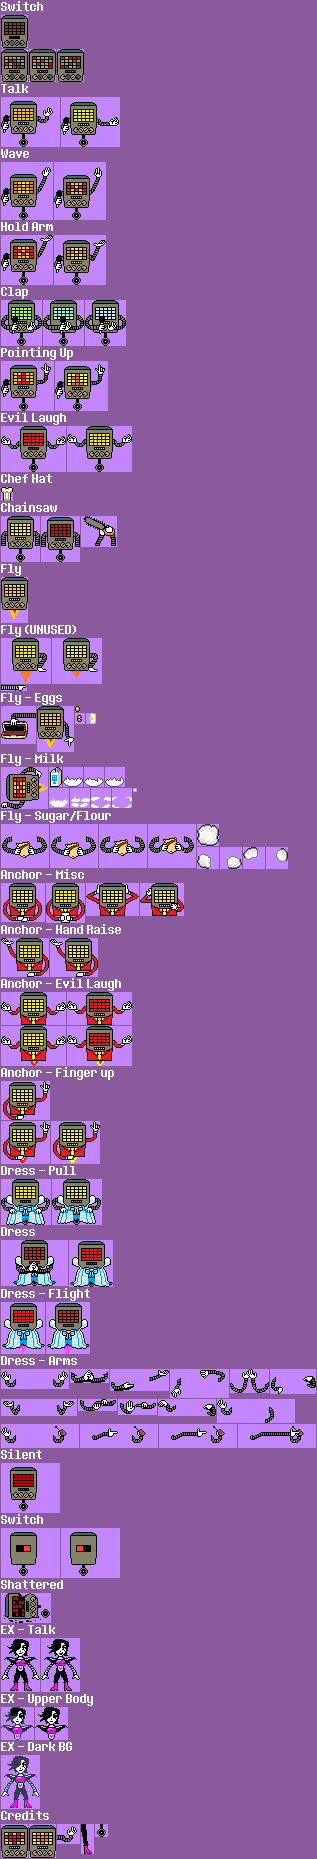 Switch
Talk
Wave
Hold Arm
Clap
Pointing Up
Evil Laugh
Chef Hat
Chainsaw
Fly
Fly (UNUSED)
Fly - Eggs
Fly - Milk
Fly - Sugar/Flour
Anchor - Misc
Anchor - Hand Raise
Anchor - Evil Laugh
Anchor - Finger up
Dress - Pull
Dress
Dress - Flight
Dress - Arms
Silent
Switch
Shattered
EX - Talk
EX - Upper Body
EX - Dark BG
Credits